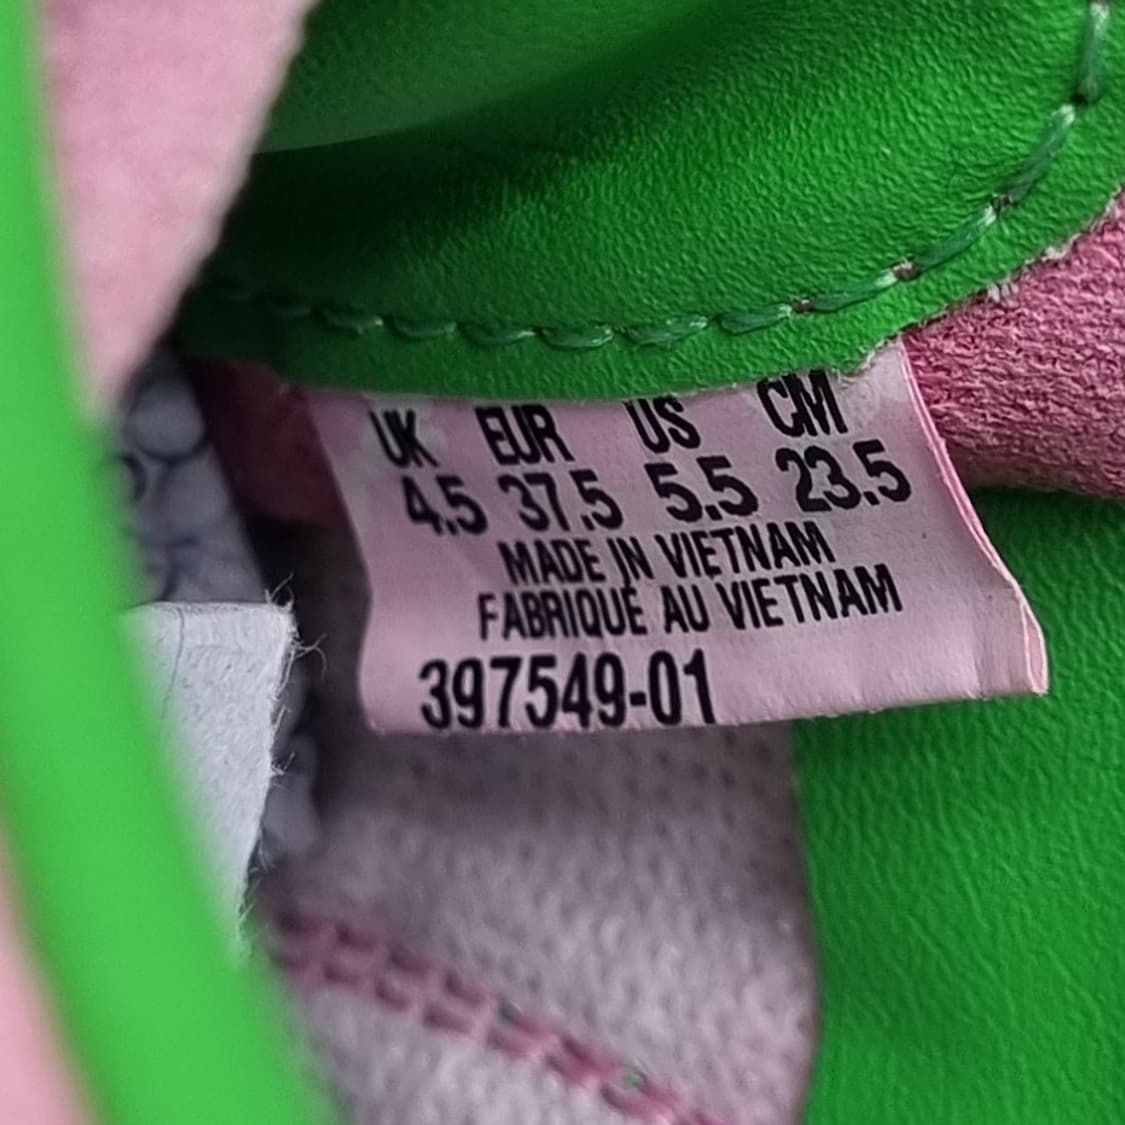 UK EUR US CM
4.5 37.5 5.5 23.5
MADE IN VIETNAM
FABRIQUÉ AU VIETNAM
397549-01